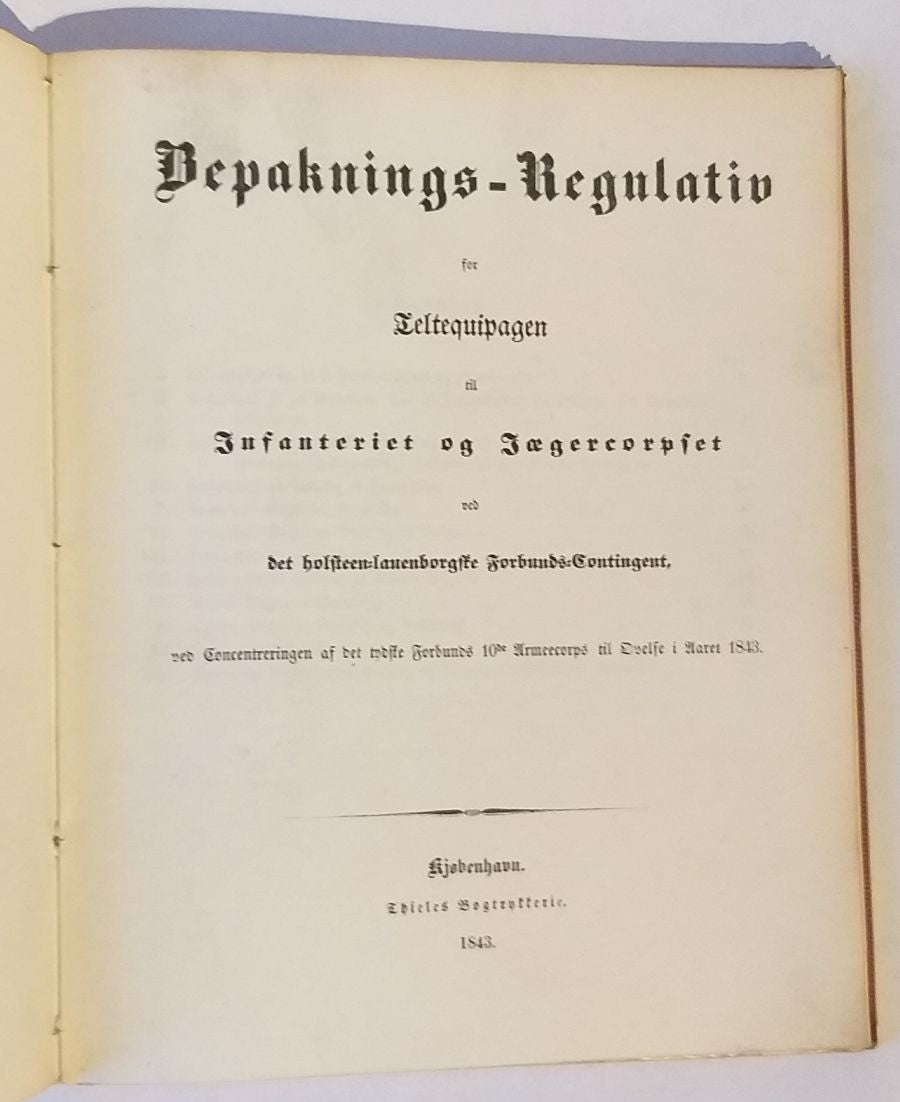 Bepaknings-Regulativ
for
Teltequipagen
til
Infanteriet og Jægercorpset
ved
det holsteen-lauenborgske Forbunds-Contingent,
ved Concentreringen af det tydske Forbunds 10de Armeecorps til Øvelse i Aaret 1843.
Kjøbenhavn.
Thieles Bogtrykkerie.
1843.